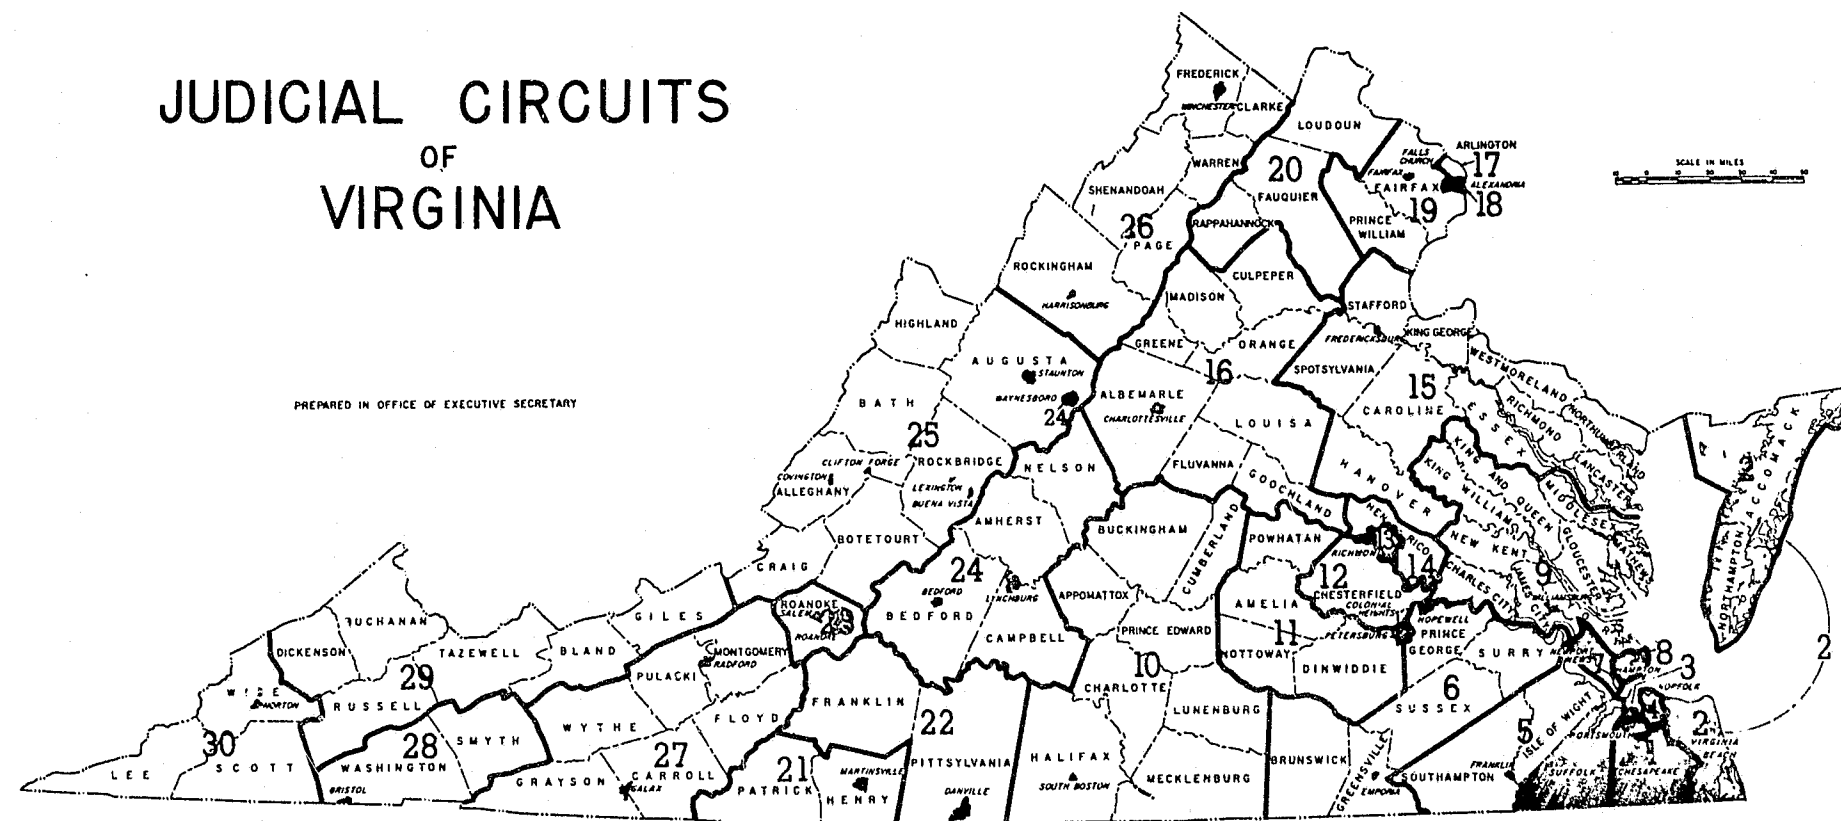 JUDICIAL CIRCUITS
OF
VIRGINIA
PREPARED IN OFFICE OF EXECUTIVE SECRETARY
SCALE IN MILES
FREDERICK
WINCHESTER
CLARKE
LOUDOUN
ARLINGTON
FALLS
CHURCH
17
WARREN
20
FAIRFAX
FAIRFAX
ALEXANDRIA
SHENANDOAH
FAUQUIER
19
18
26
PAGE
RAPPAHANNOCK
PRINCE
WILLIAM
ROCKINGHAM
CULPEPER
HARRISONBURG
MADISON
STAFFORD
HIGHLAND
GREENE
ORANGE
FREDERICKSBURG
KING GEORGE
AUGUSTA
STAUNTON
16
SPOTSYLVANIA
WESTMORELAND
WAYNESBORO
24
ALBEMARLE
CHARLOTTESVILLE
15
CAROLINE
ESSEX
RICHMOND
NORTHUMBERLAND
BATH
LOUISA
25
CLIFTON FORGE
ROCKBRIDGE
NELSON
FLUVANNA
HANOVER
KING AND QUEEN
KING WILLIAM
LANCASTER
ACCOMACK
COVINGTON
ALLEGHANY
LEXINGTON
BUENA VISTA
GOOCHLAND
MIDDLESEX
AMHERST
BUCKINGHAM
CUMBERLAND
POWHATAN
HENRICO
RICHMOND
13
NEW KENT
GLOUCESTER
MATHEWS
BOTETOURT
CRAIG
24
BEDFORD
LYNCHBURG
APPOMATTOX
12
14
CHARLES CITY
9
JAMES CITY
WILLIAMSBURG
NORTHAMPTON
ROANOKE
SALEM
23
ROANOKE
BEDFORD
CAMPBELL
PRINCE EDWARD
AMELIA
CHESTERFIELD
COLONIAL
HEIGHTS
HOPEWELL
GILES
BUCHANAN
DICKENSON
TAZEWELL
BLAND
MONTGOMERY
RADFORD
11
PETERSBURG
PRINCE
GEORGE
SURRY
NEWPORT
NEWS
7
8
HAMPTON
3
2
NOTTOWAY
DINWIDDIE
10
CHARLOTTE
WISE
NORTON
29
RUSSELL
PULASKI
FRANKLIN
6
SUSSEX
NORFOLK
4
FLOYD
22
LUNENBURG
5
ISLE OF WIGHT
PORTSMOUTH
2
VIRGINIA
BEACH
30
28
SMYTH
WYTHE
27
LEE
SCOTT
WASHINGTON
GRAYSON
CARROLL
GALAX
21
PATRICK
MARTINSVILLE
HENRY
PITTSYLVANIA
DANVILLE
HALIFAX
SOUTH BOSTON
MECKLENBURG
BRUNSWICK
GREENSVILLE
EMPORIA
SOUTHAMPTON
FRANKLIN
SUFFOLK
CHESAPEAKE
BRISTOL